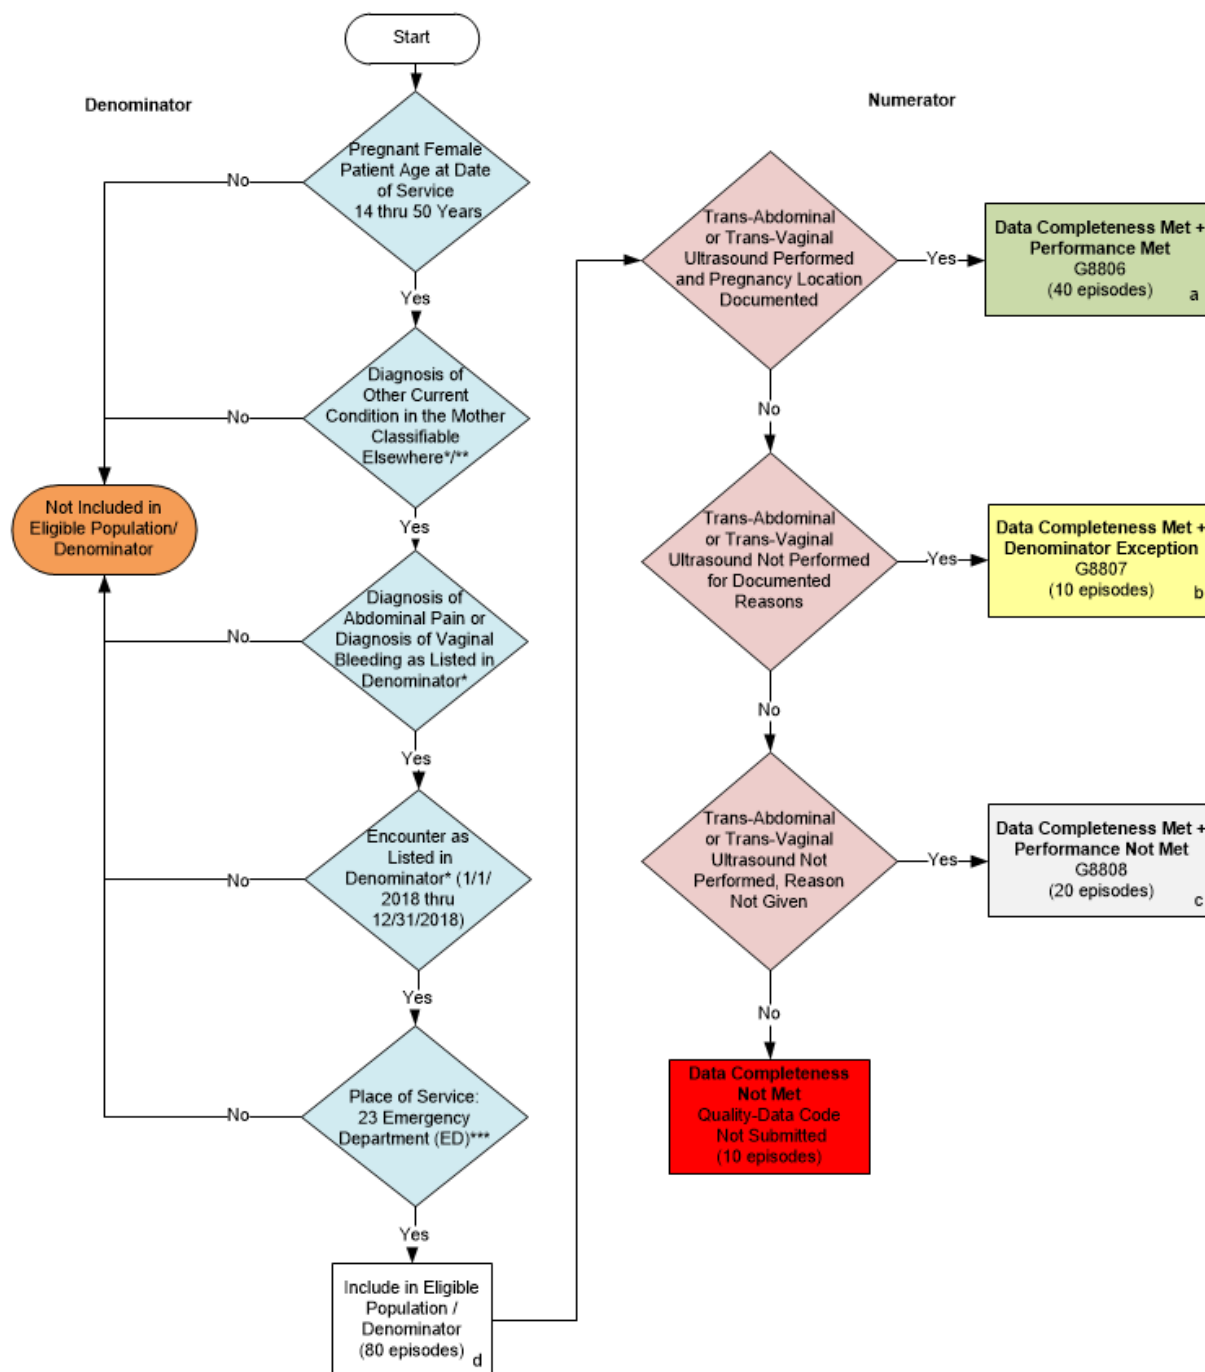 Start
Denominator
Pregnant Female
Patient Age at Date
of Service
14 thru 50 Years
No
Yes
Diagnosis of
Other Current
Condition in the Mother
Classifiable
Elsewhere*/**
No
Yes
Not Included in
Eligible Population/
Denominator
Diagnosis of
Abdominal Pain or
Diagnosis of Vaginal
Bleeding as Listed in
Denominator*
No
Yes
Encounter as
Listed in
Denominator* (1/1/
2018 thru
12/31/2018)
No
Yes
Place of Service:
23 Emergency
Department (ED)***
No
Yes
Include in Eligible
Population /
Denominator
(80 episodes)
d
Numerator
Trans-Abdominal
or Trans-Vaginal
Ultrasound Performed
and Pregnancy Location
Documented
Yes
Data Completeness Met +
Performance Met
G8806
(40 episodes)
a
No
Trans-Abdominal
or Trans-Vaginal
Ultrasound Not Performed
for Documented
Reasons
Yes
Data Completeness Met +
Denominator Exception
G8807
(10 episodes)
b
No
Trans-Abdominal
or Trans-Vaginal
Ultrasound Not
Performed, Reason
Not Given
Yes
Data Completeness Met +
Performance Not Met
G8808
(20 episodes)
c
No
Data Completeness
Not Met
Quality-Data Code
Not Submitted
(10 episodes)